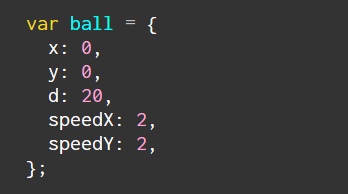 var ball = {
  x: 0,
  y: 0,
  d: 20,
  speedX: 2,
  speedY: 2,
};